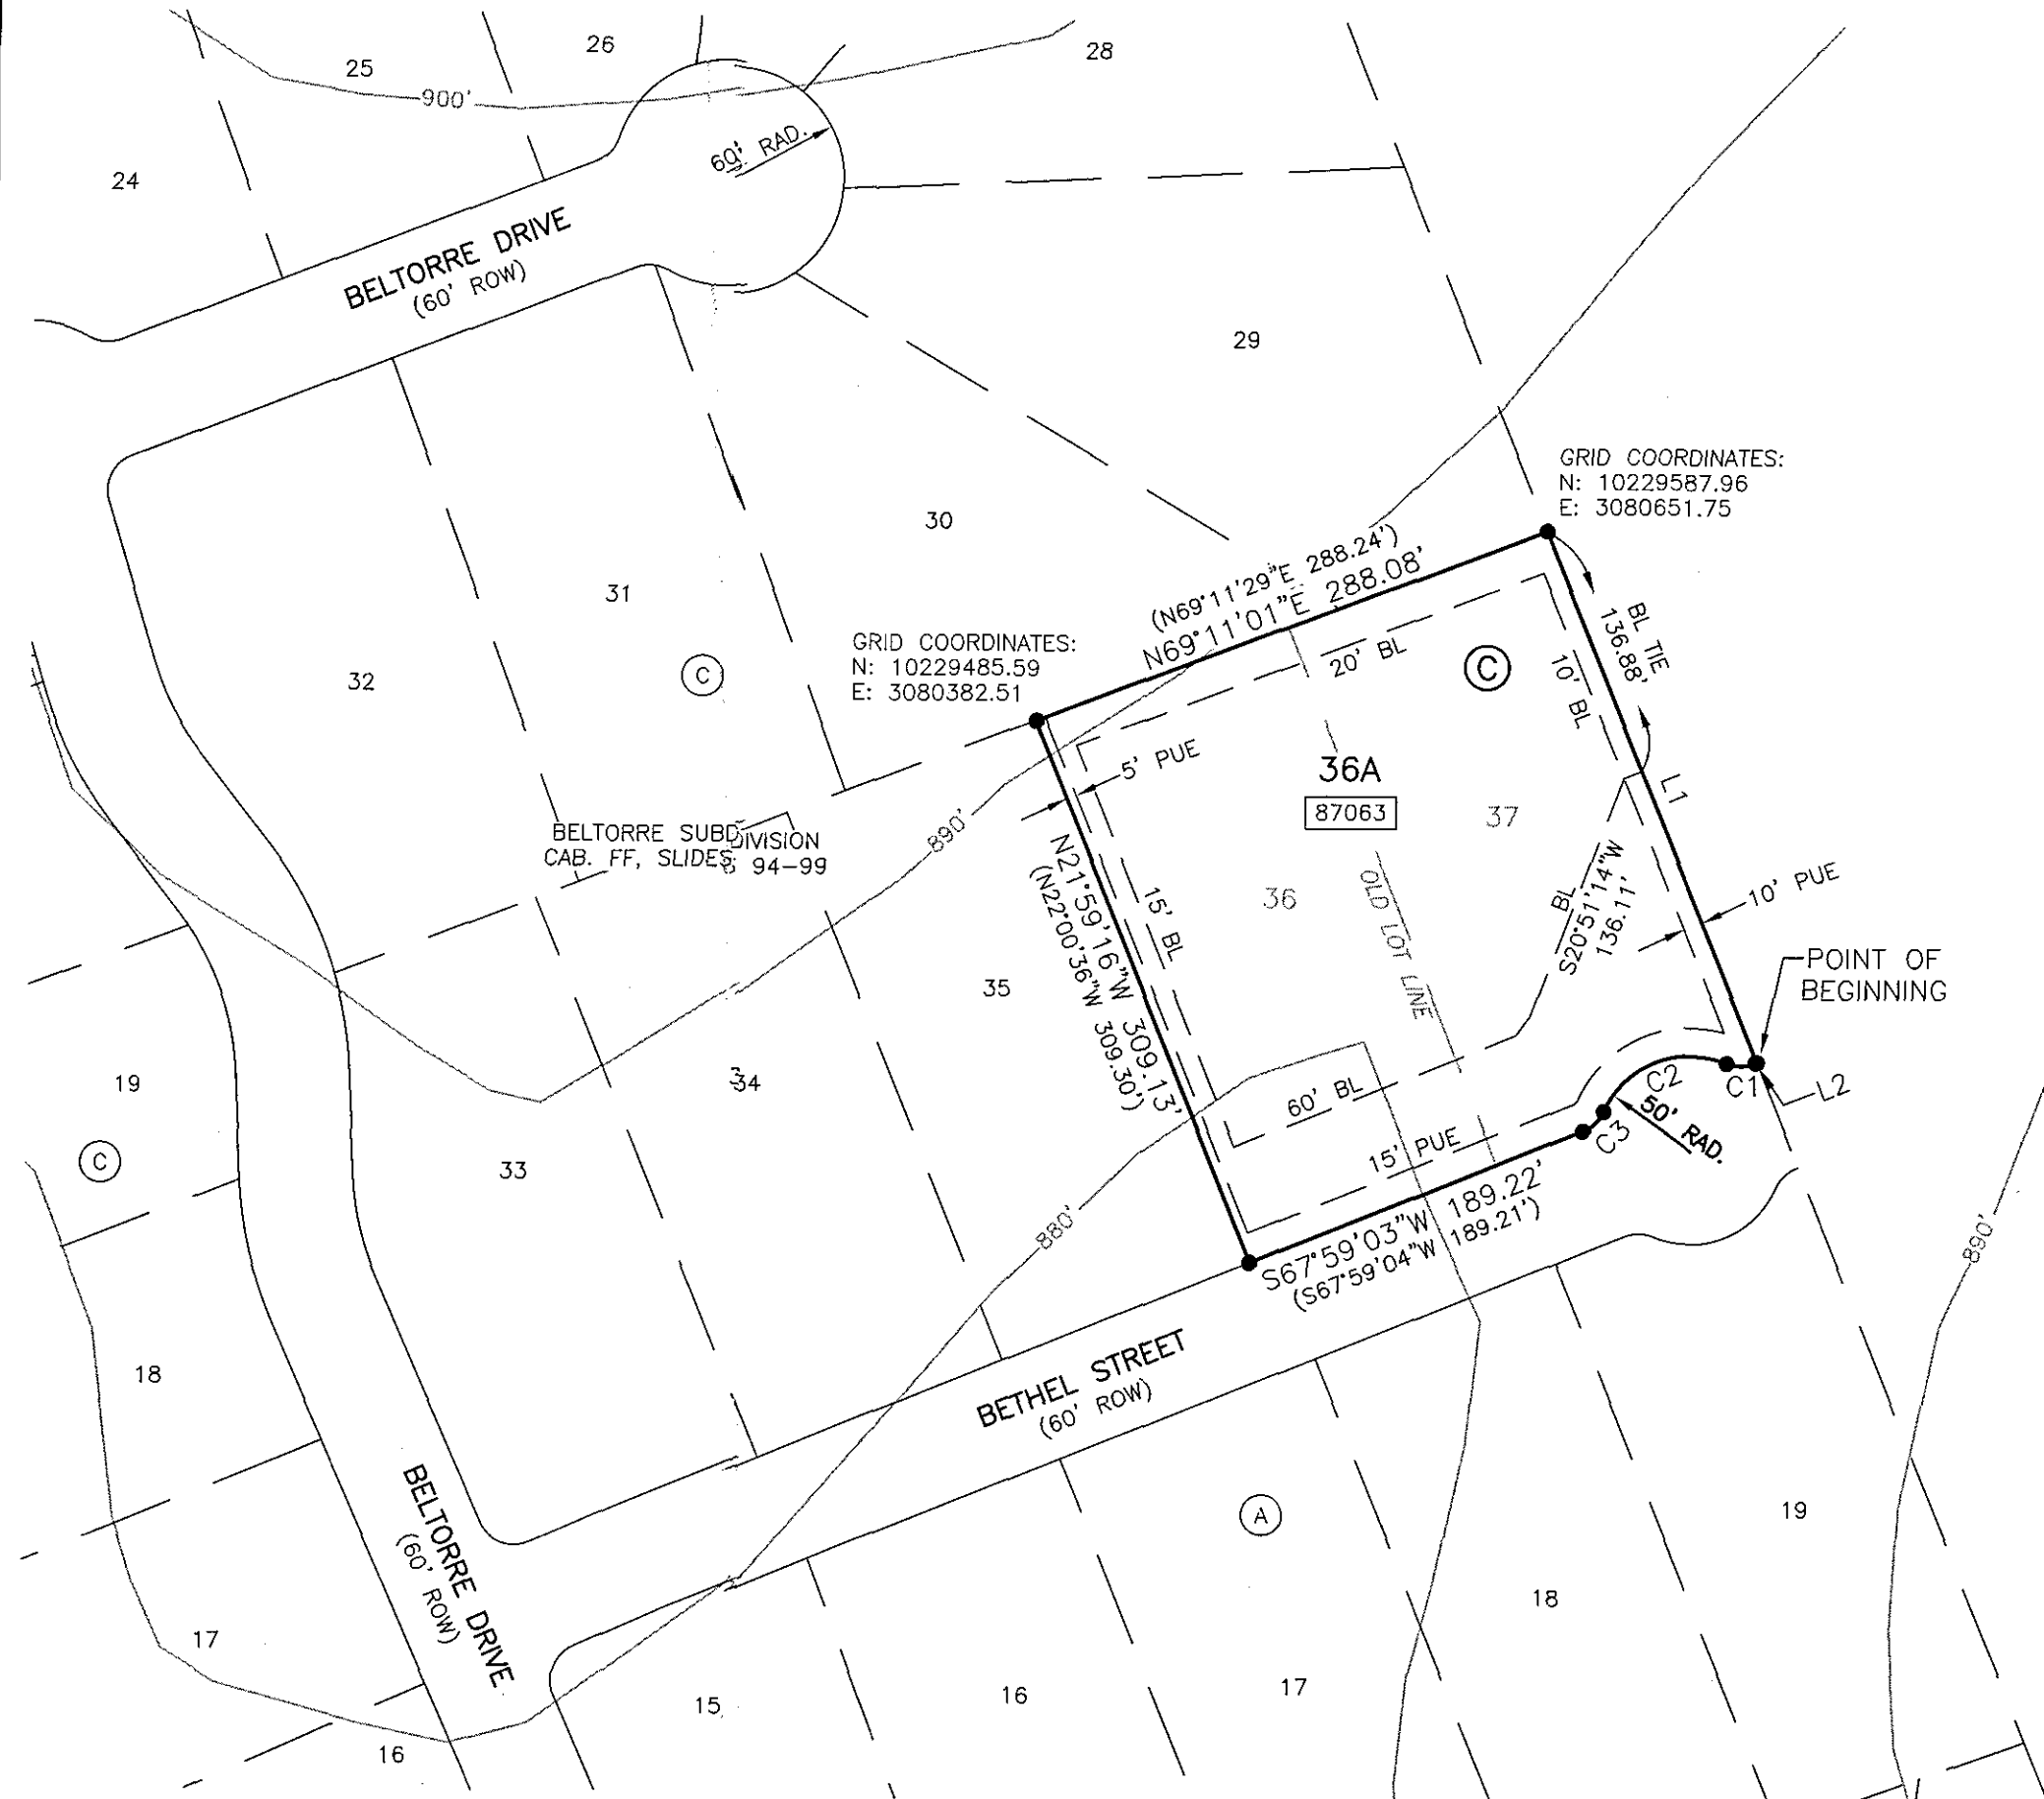 25
26
28
900'
24
60' RAD.
BELTORRE DRIVE
(60' ROW)
29
GRID COORDINATES:
N: 10229587.96
E: 3080651.75
30
(N69°11'29"E 288.24')
N69°11'01"E 288.08'
31
32
C
GRID COORDINATES:
N: 10229485.59
E: 3080382.51
BL TIE
136.88'
20' BL
C
10' BL
5' PUE
36A
87063
37
L1
BELTORRE SUBDIVISION
CAB. FF, SLIDES 94-99
890'
N21°59'16"W 309.13'
(N22°00'36"W 309.30')
15' BL
36
OLD LOT LINE
BL
S20°51'14"W
136.11'
10' PUE
POINT OF
BEGINNING
35
34
19
C
33
60' BL
15' PUE
C2
C1
L2
C3
50' RAD.
880'
S67°59'03"W 189.22'
(S67°59'04"W 189.21')
890'
18
BETHEL STREET
(60' ROW)
BELTORRE DRIVE
(60' ROW)
A
19
18
17
17
16
15
16